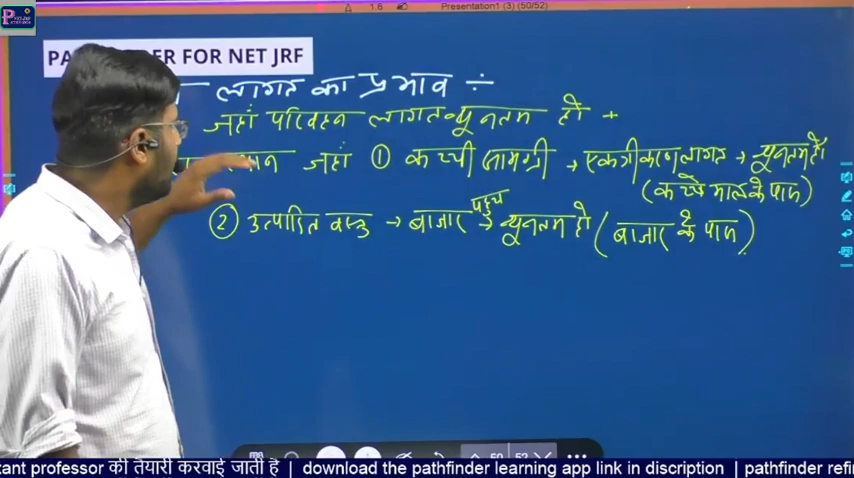 Presentation1 (3) (50/52)
PA ER FOR NET JRF
लागत का प्रभाव ÷
जहां परिवहन लागत न्यूनतम हो +
जहां ① कच्ची सामग्री → एकत्रीकरण लागत → न्यूनतम हो
(कच्चे माल के पास)
पहुंच
② उत्पादित वस्तु → बाजार → न्यूनतम हो (बाजार के पास)
tant professor की तैयारी करवाई जाती है | download the pathfinder learning app link in discription | pathfinder refi